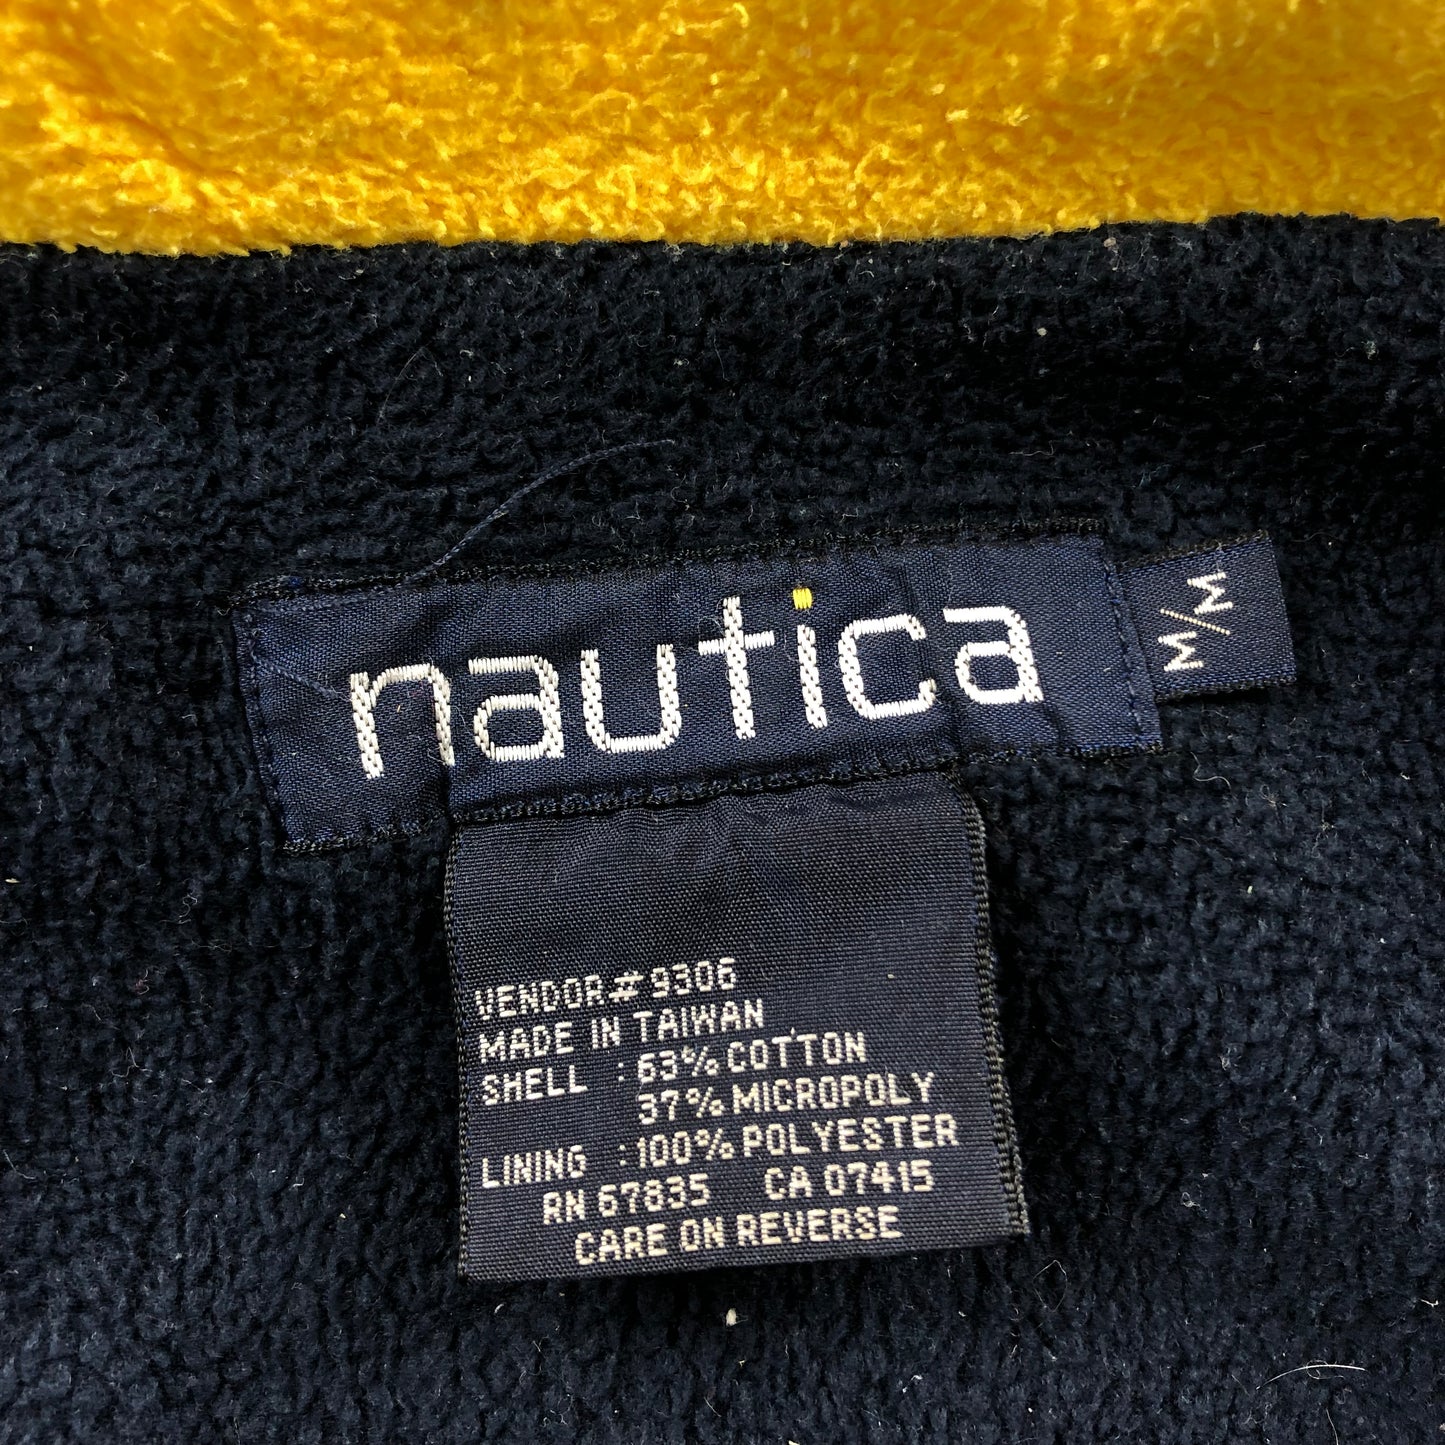 nautica
M/M
VENDOR# 9306
MADE IN TAIWAN
SHELL : 63% COTTON
37% MICROPOLY
LINING : 100% POLYESTER
RN 67835 CA 07415
CARE ON REVERSE